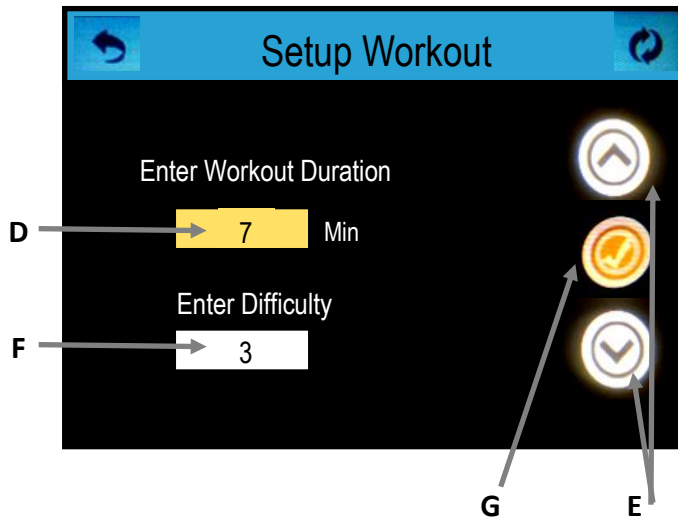 Setup Workout
Enter Workout Duration
D
7 Min
Enter Difficulty
F
3
G
E